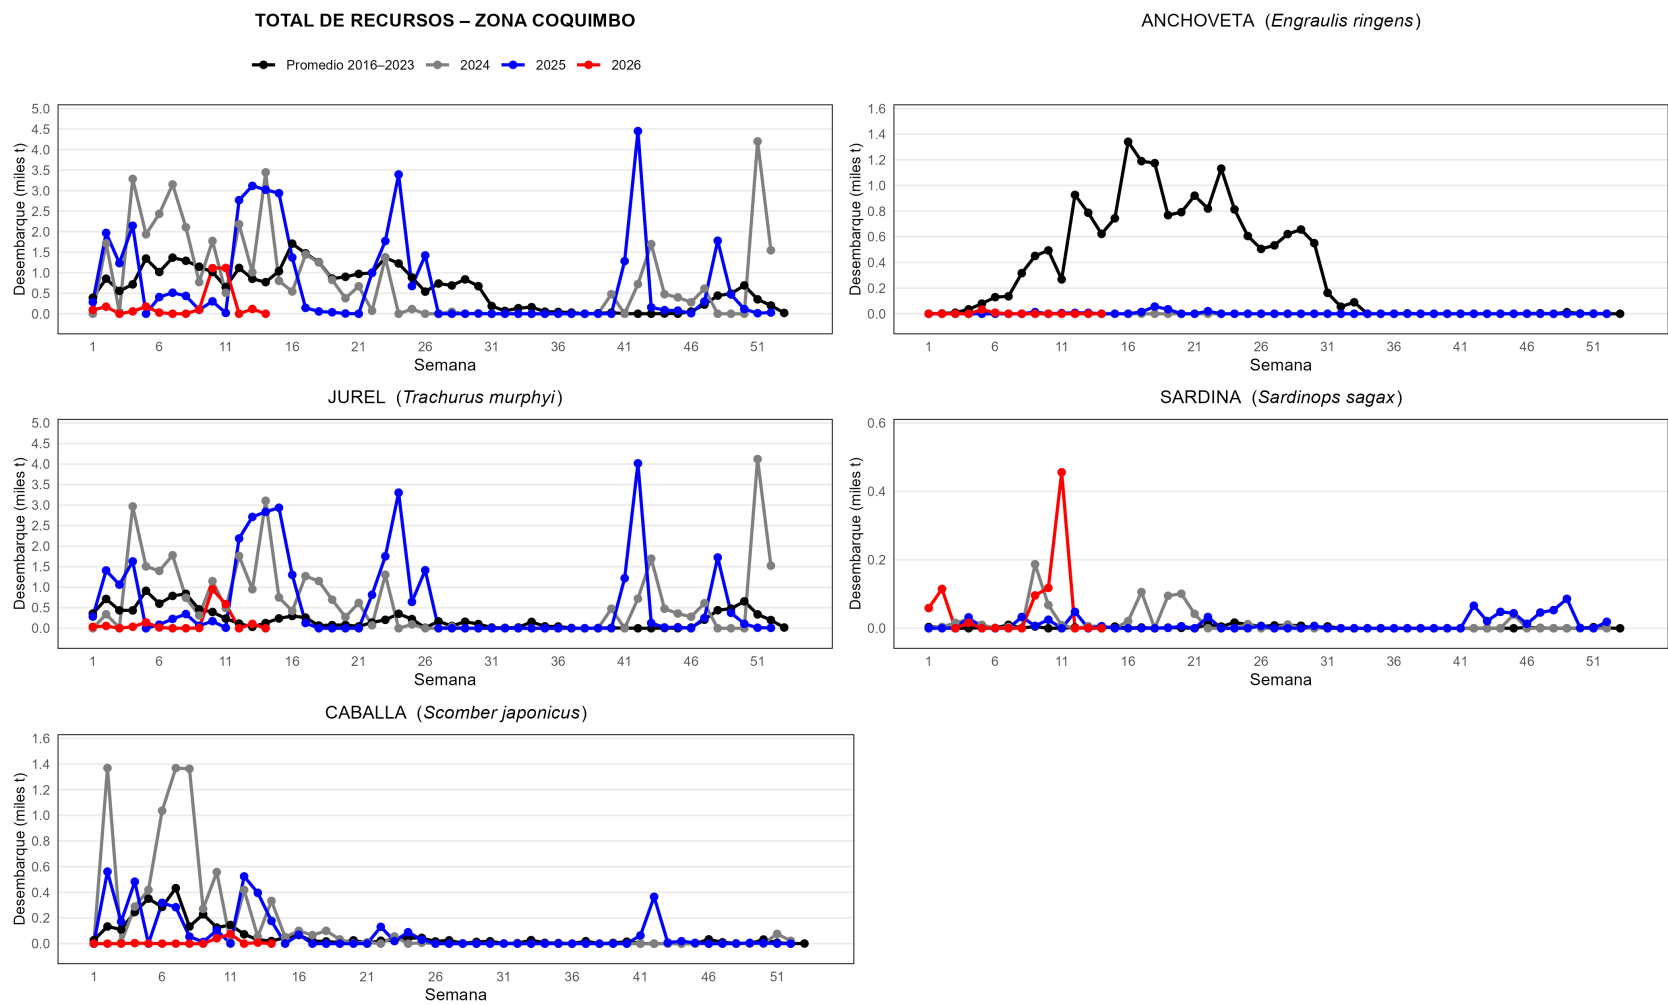 TOTAL DE RECURSOS – ZONA COQUIMBO
Promedio 2016–2023 2024 2025 2026
5.0
4.5
4.0
3.5
3.0
2.5
2.0
1.5
1.0
0.5
0.0
Desembarque (miles t)
1 6 11 16 21 26 31 36 41 46 51
Semana
ANCHOVETA (Engraulis ringens)
1.6
1.4
1.2
1.0
0.8
0.6
0.4
0.2
0.0
Desembarque (miles t)
1 6 11 16 21 26 31 36 41 46 51
Semana
JUREL (Trachurus murphyi)
5.0
4.5
4.0
3.5
3.0
2.5
2.0
1.5
1.0
0.5
0.0
Desembarque (miles t)
1 6 11 16 21 26 31 36 41 46 51
Semana
SARDINA (Sardinops sagax)
0.6
0.4
0.2
0.0
Desembarque (miles t)
1 6 11 16 21 26 31 36 41 46 51
Semana
CABALLA (Scomber japonicus)
1.6
1.4
1.2
1.0
0.8
0.6
0.4
0.2
0.0
Desembarque (miles t)
1 6 11 16 21 26 31 36 41 46 51
Semana